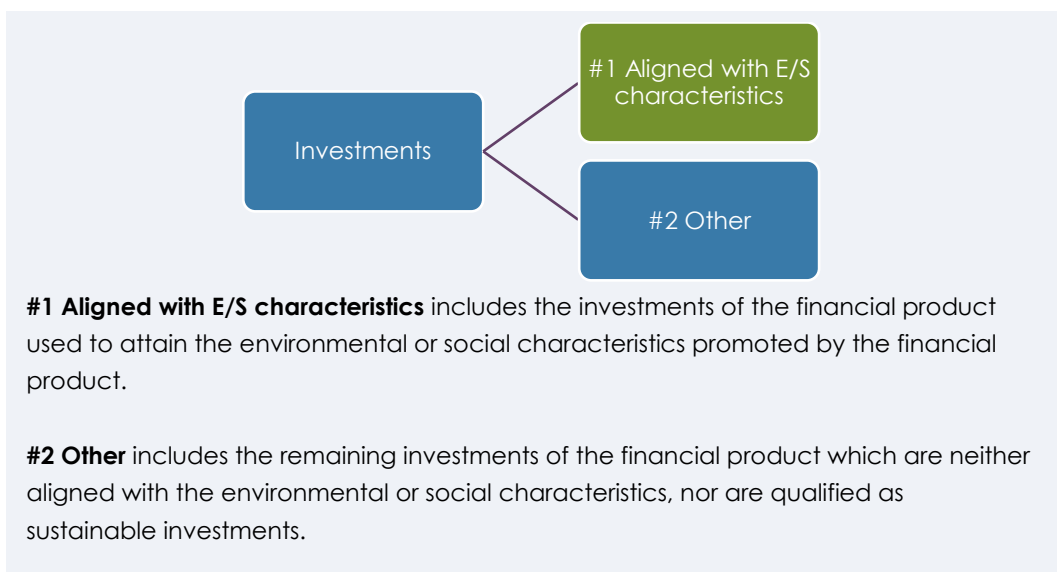 #1 Aligned with E/S
characteristics
Investments
#2 Other
#1 Aligned with E/S characteristics includes the investments of the financial product
used to attain the environmental or social characteristics promoted by the financial
product.
#2 Other includes the remaining investments of the financial product which are neither
aligned with the environmental or social characteristics, nor are qualified as
sustainable investments.